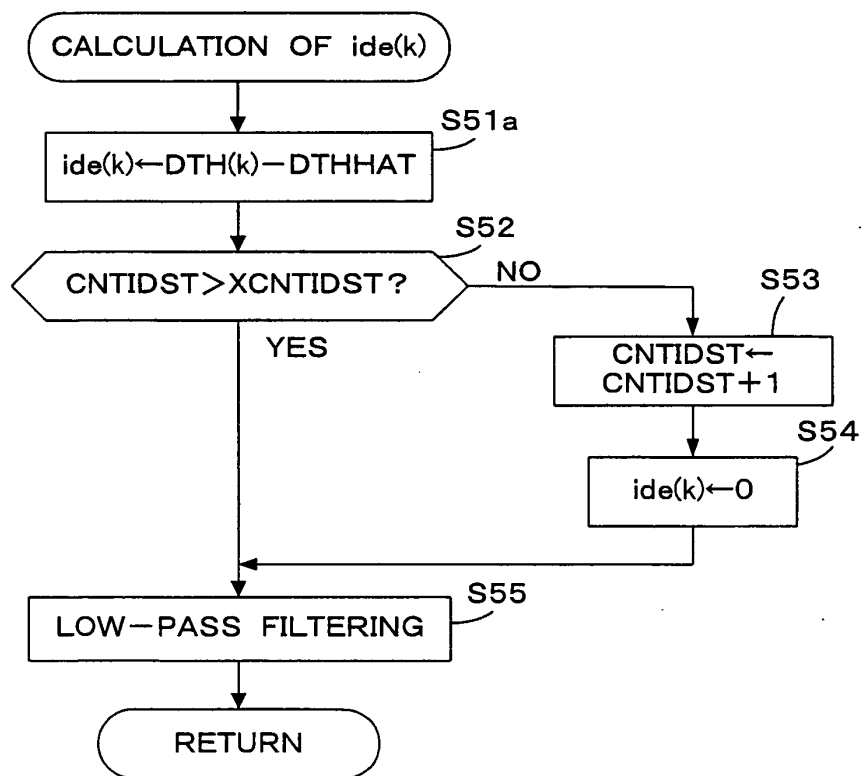 CALCULATION OF ide(k)
S51a
ide(k)←DTH(k)−DTHHAT
S52
CNTIDST>XCNTIDST?
NO
YES
S53
CNTIDST←
CNTIDST+1
S54
ide(k)←0
S55
LOW−PASS FILTERING
RETURN